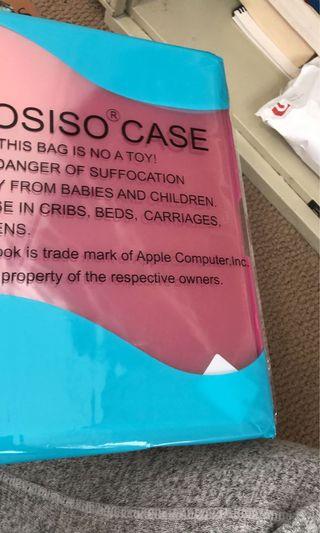 OSISO® CASE
THIS BAG IS NO A TOY!
DANGER OF SUFFOCATION
Y FROM BABIES AND CHILDREN.
SE IN CRIBS, BEDS, CARRIAGES,
ENS.
ook is trade mark of Apple Computer,Inc.
property of the respective owners.